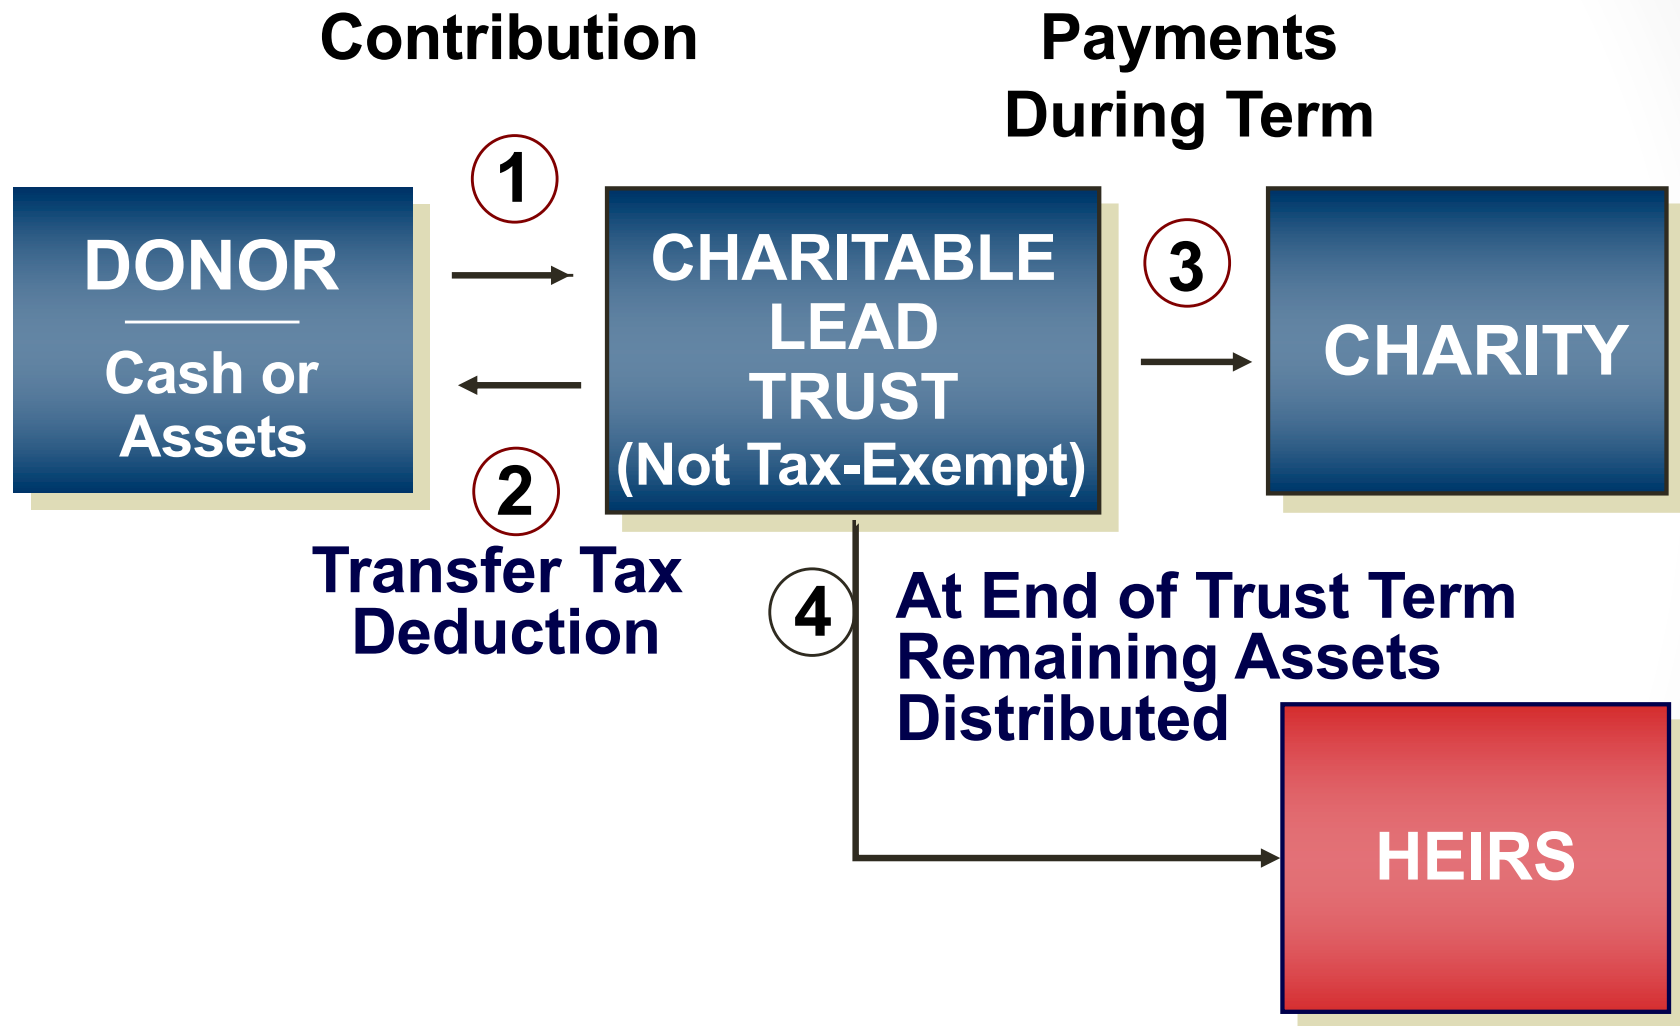 Contribution
Payments
During Term
1
DONOR
Cash or
Assets
2
Transfer Tax
Deduction
CHARITABLE
LEAD
TRUST
(Not Tax-Exempt)
3
CHARITY
4
At End of Trust Term
Remaining Assets
Distributed
HEIRS